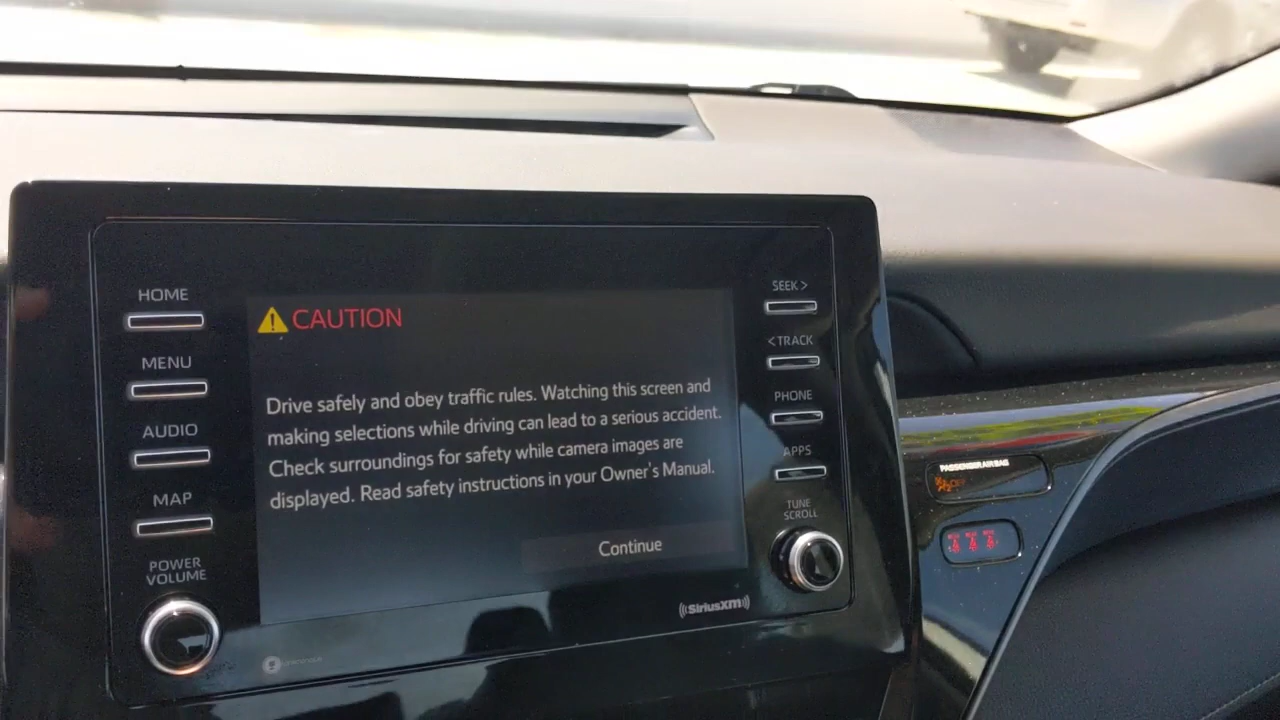 HOME
MENU
AUDIO
MAP
POWER
VOLUME
CAUTION
Drive safely and obey traffic rules. Watching this screen and
making selections while driving can lead to a serious accident.
Check surroundings for safety while camera images are
displayed. Read safety instructions in your Owner's Manual.
Continue
SEEK >
< TRACK
PHONE
APPS
TUNE
SCROLL
SiriusXM
PASSENGER AIRBAG
OFF